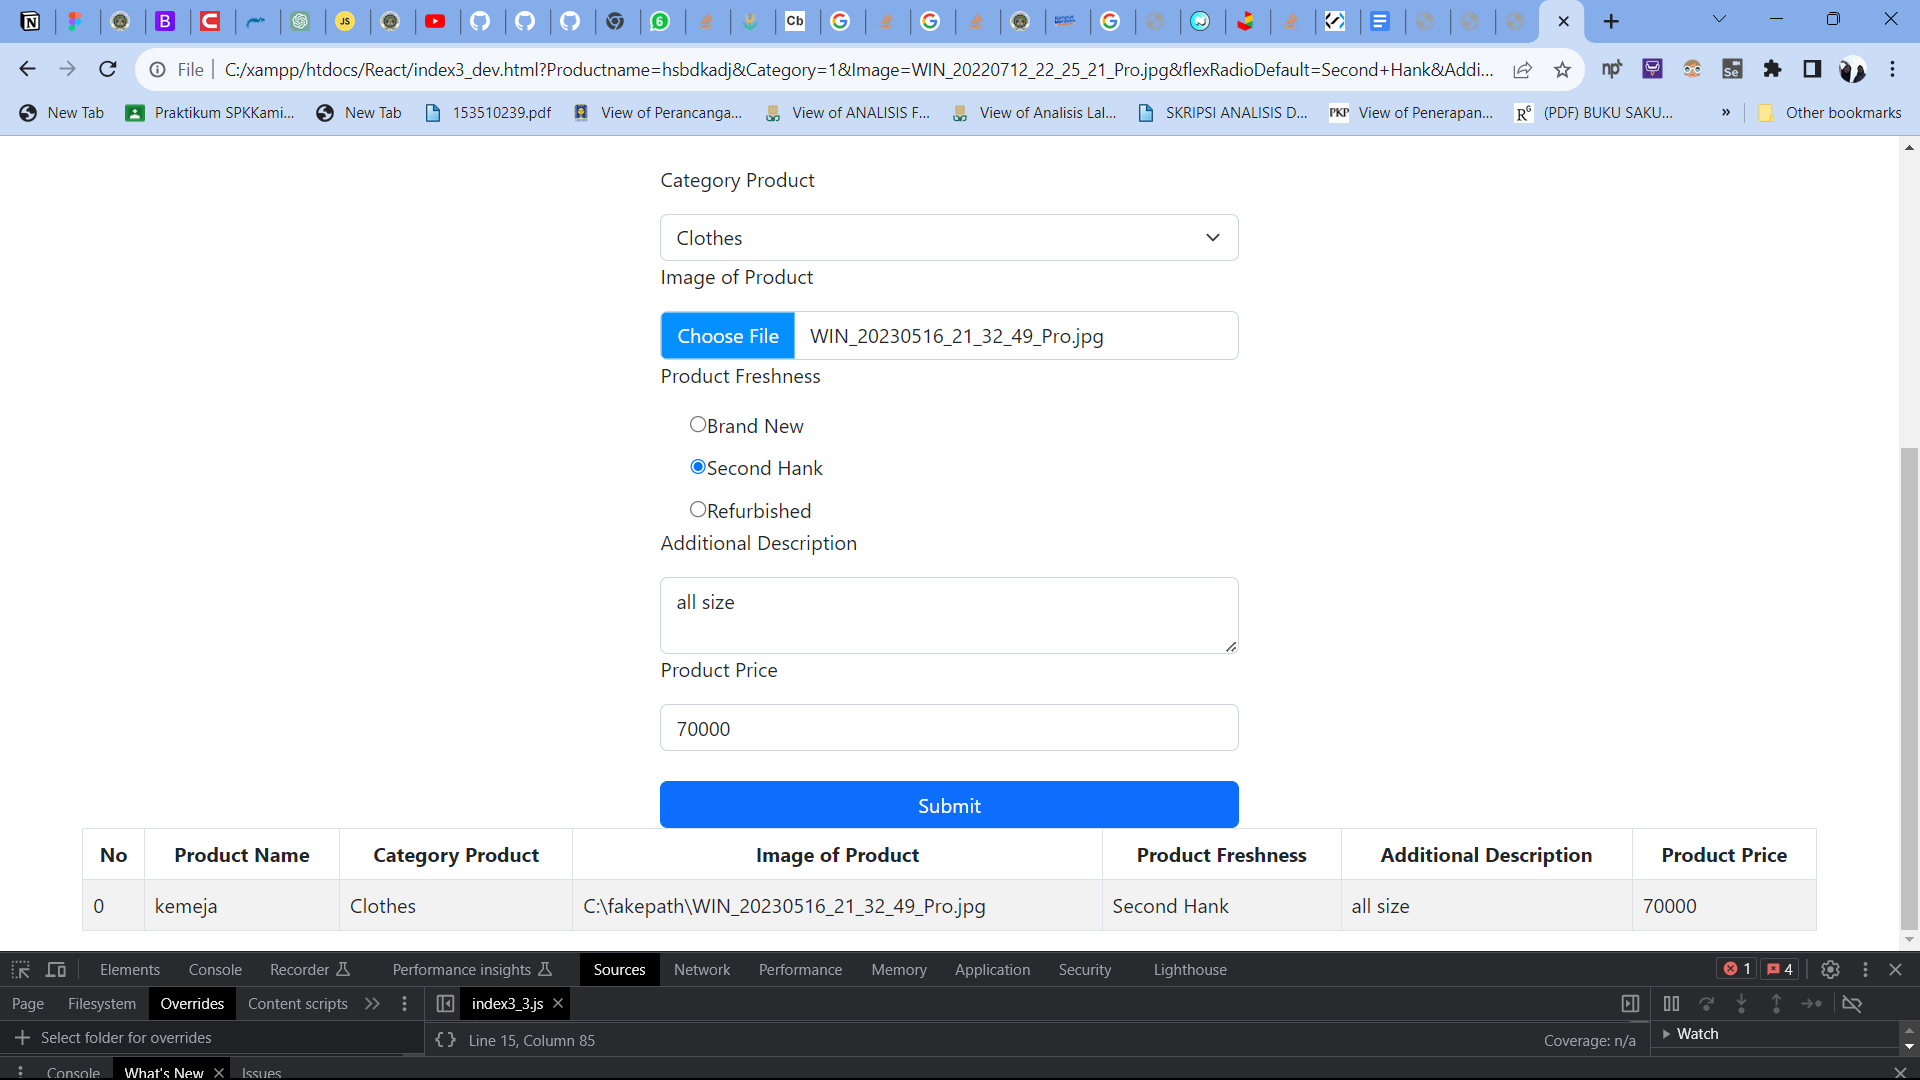 File
C:/xampp/htdocs/React/index3_dev.html?Productname=hsbdkadj&Category=1&Image=WIN_20220712_22_25_21_Pro.jpg&flexRadioDefault=Second+Hank&Addi...
New Tab
Praktikum SPKKami...
New Tab
153510239.pdf
View of Perancanga...
View of ANALISIS F...
View of Analisis Lal...
SKRIPSI ANALISIS D...
View of Penerapan...
(PDF) BUKU SAKU...
»
Other bookmarks
Category Product
Clothes
Image of Product
Choose File WIN_20230516_21_32_49_Pro.jpg
Product Freshness
Brand New
Second Hank
Refurbished
Additional Description
all size
Product Price
70000
Submit
No Product Name Category Product Image of Product Product Freshness Additional Description Product Price
0 kemeja Clothes C:\fakepath\WIN_20230516_21_32_49_Pro.jpg Second Hank all size 70000
Elements Console Recorder Performance insights Sources Network Performance Memory Application Security Lighthouse 1 4
Page Filesystem Overrides Content scripts index3_3.js
Select folder for overrides
{} Line 15, Column 85
Coverage: n/a
Watch
Console What's New Issues